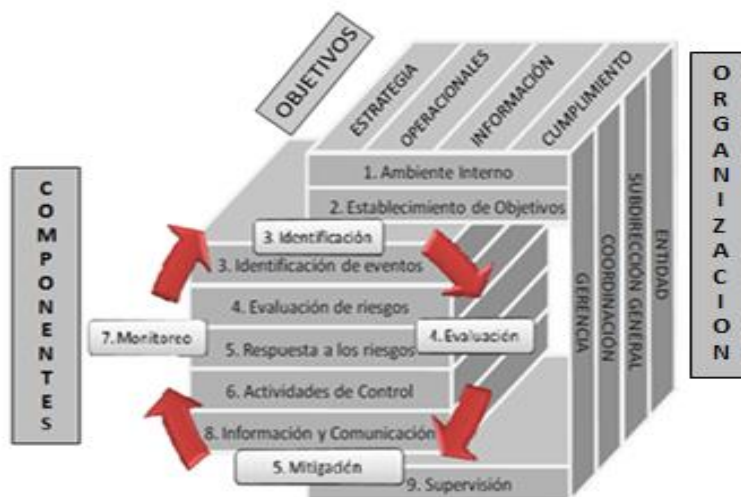 OBJETIVOS
ESTRATEGIA
OPERACIONALES
INFORMACIÓN
CUMPLIMIENTO
COMPONENTES
ORGANIZACION
1. Ambiente Interno
2. Establecimiento de Objetivos
3. Identificación
3. Identificación de eventos
4. Evaluación de riesgos
4. Evaluación
7. Monitoreo
5. Respuesta a los riesgos
6. Actividades de Control
8. Información y Comunicación
5. Mitigación
9. Supervisión
GERENCIA
COORDINACIÓN
SUBDIRECCIÓN GENERAL
ENTIDAD